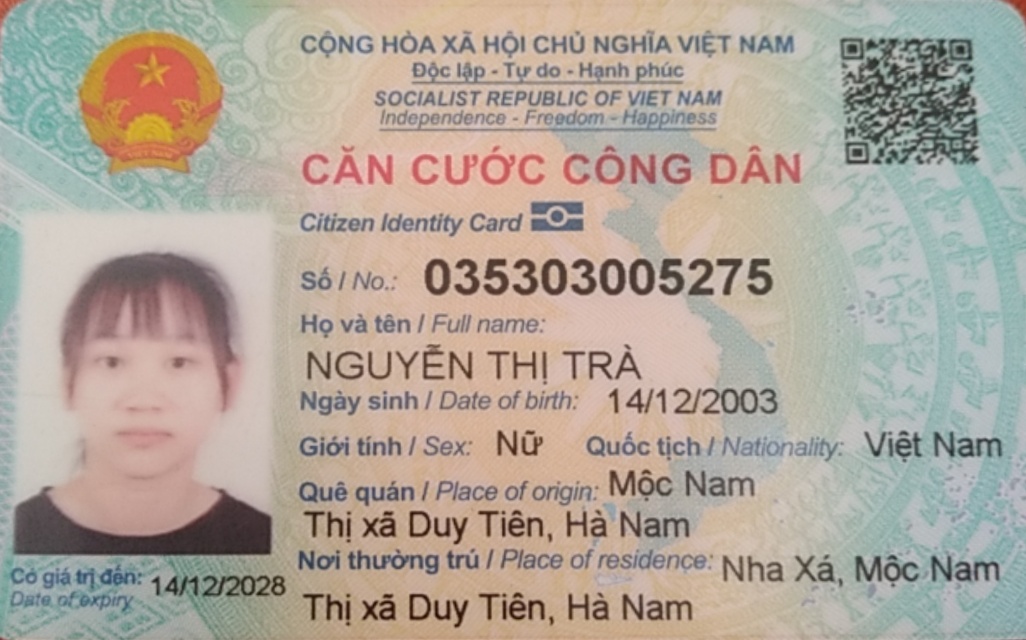 CỘNG HÒA XÃ HỘI CHỦ NGHĨA VIỆT NAM
Độc lập - Tự do - Hạnh phúc
SOCIALIST REPUBLIC OF VIET NAM
Independence - Freedom - Happiness
CĂN CƯỚC CÔNG DÂN
Citizen Identity Card
Số / No.: 035303005275
Họ và tên / Full name:
NGUYỄN THỊ TRÀ
Ngày sinh / Date of birth: 14/12/2003
Giới tính / Sex: Nữ Quốc tịch / Nationality: Việt Nam
Quê quán / Place of origin: Mộc Nam
Thị xã Duy Tiên, Hà Nam
Nơi thường trú / Place of residence: Nha Xá, Mộc Nam
Thị xã Duy Tiên, Hà Nam
Có giá trị đến: 14/12/2028
Date of expiry